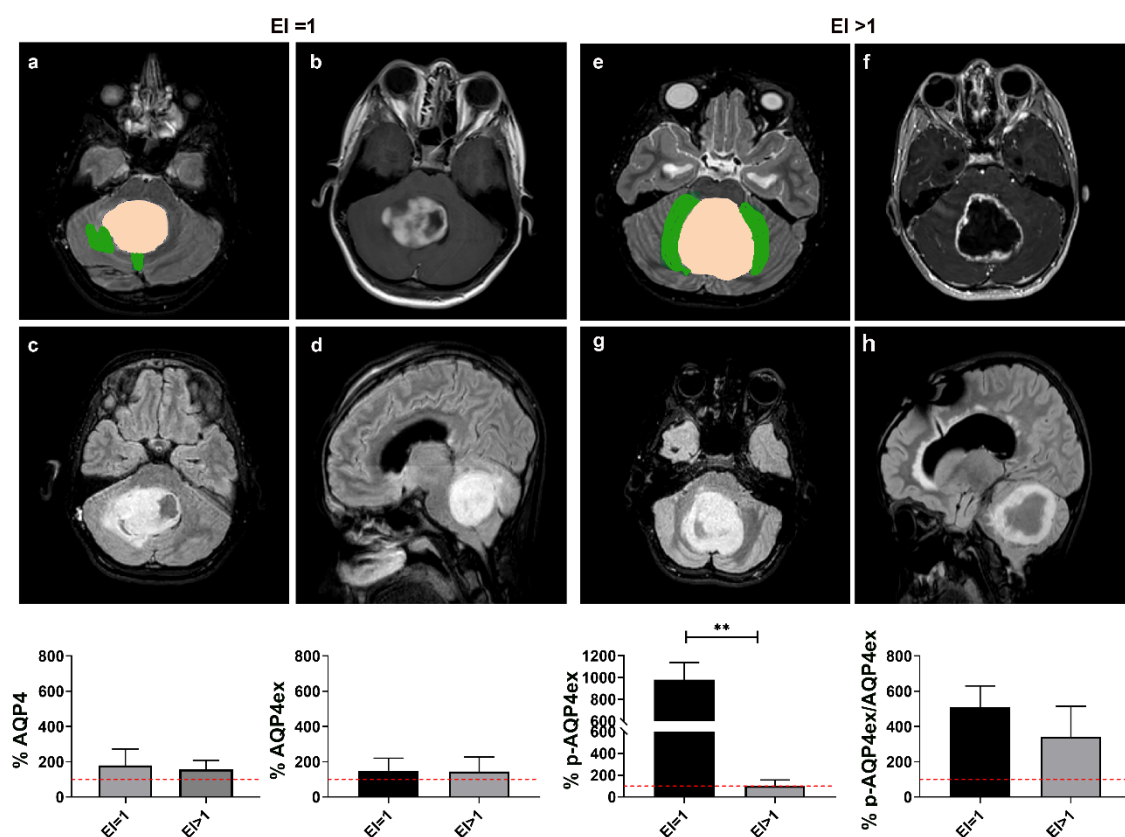 EI =1
EI >1
a
b
e
f
c
d
g
h
% AQP4
800
600
400
200
0
EI=1
EI>1
% AQP4ex
800
600
400
200
0
EI=1
EI>1
% p-AQP4ex
**
1200
1000
800
600
600
400
200
0
EI=1
EI>1
% p-AQP4ex/AQP4ex
800
600
400
200
0
EI=1
EI>1